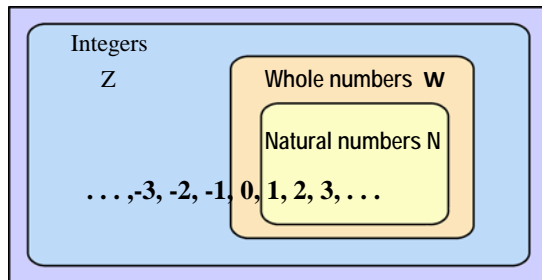 Integers
Z
Whole numbers W
Natural numbers N
. . . ,-3, -2, -1, 0, 1, 2, 3, . . .